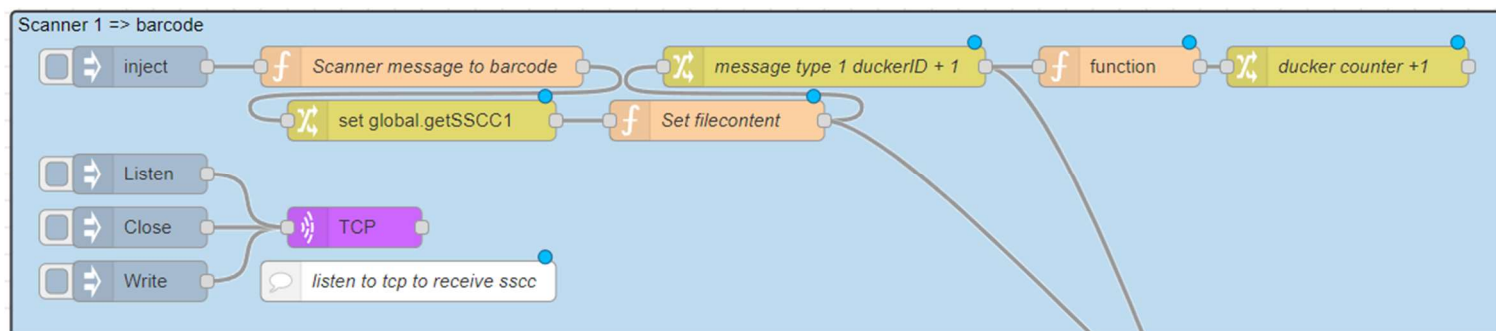 Scanner 1 => barcode
inject
Scanner message to barcode
message type 1 duckerID + 1
function
ducker counter +1
set global.getSSCC1
Set filecontent
Listen
Close
TCP
Write
listen to tcp to receive sscc